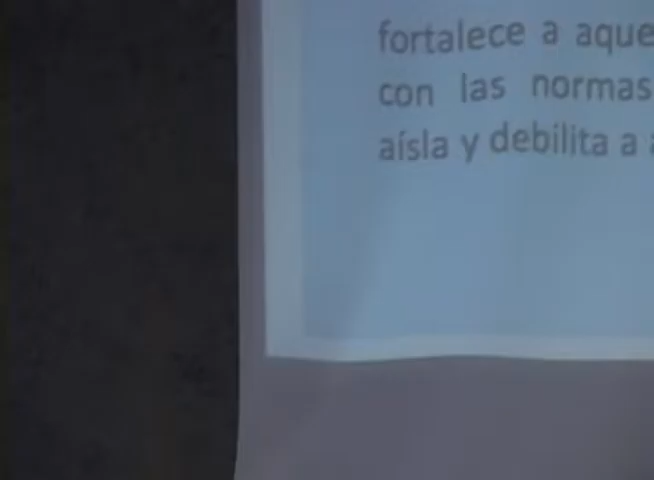 fortalece a aque
con las normas
aísla y debilita a a